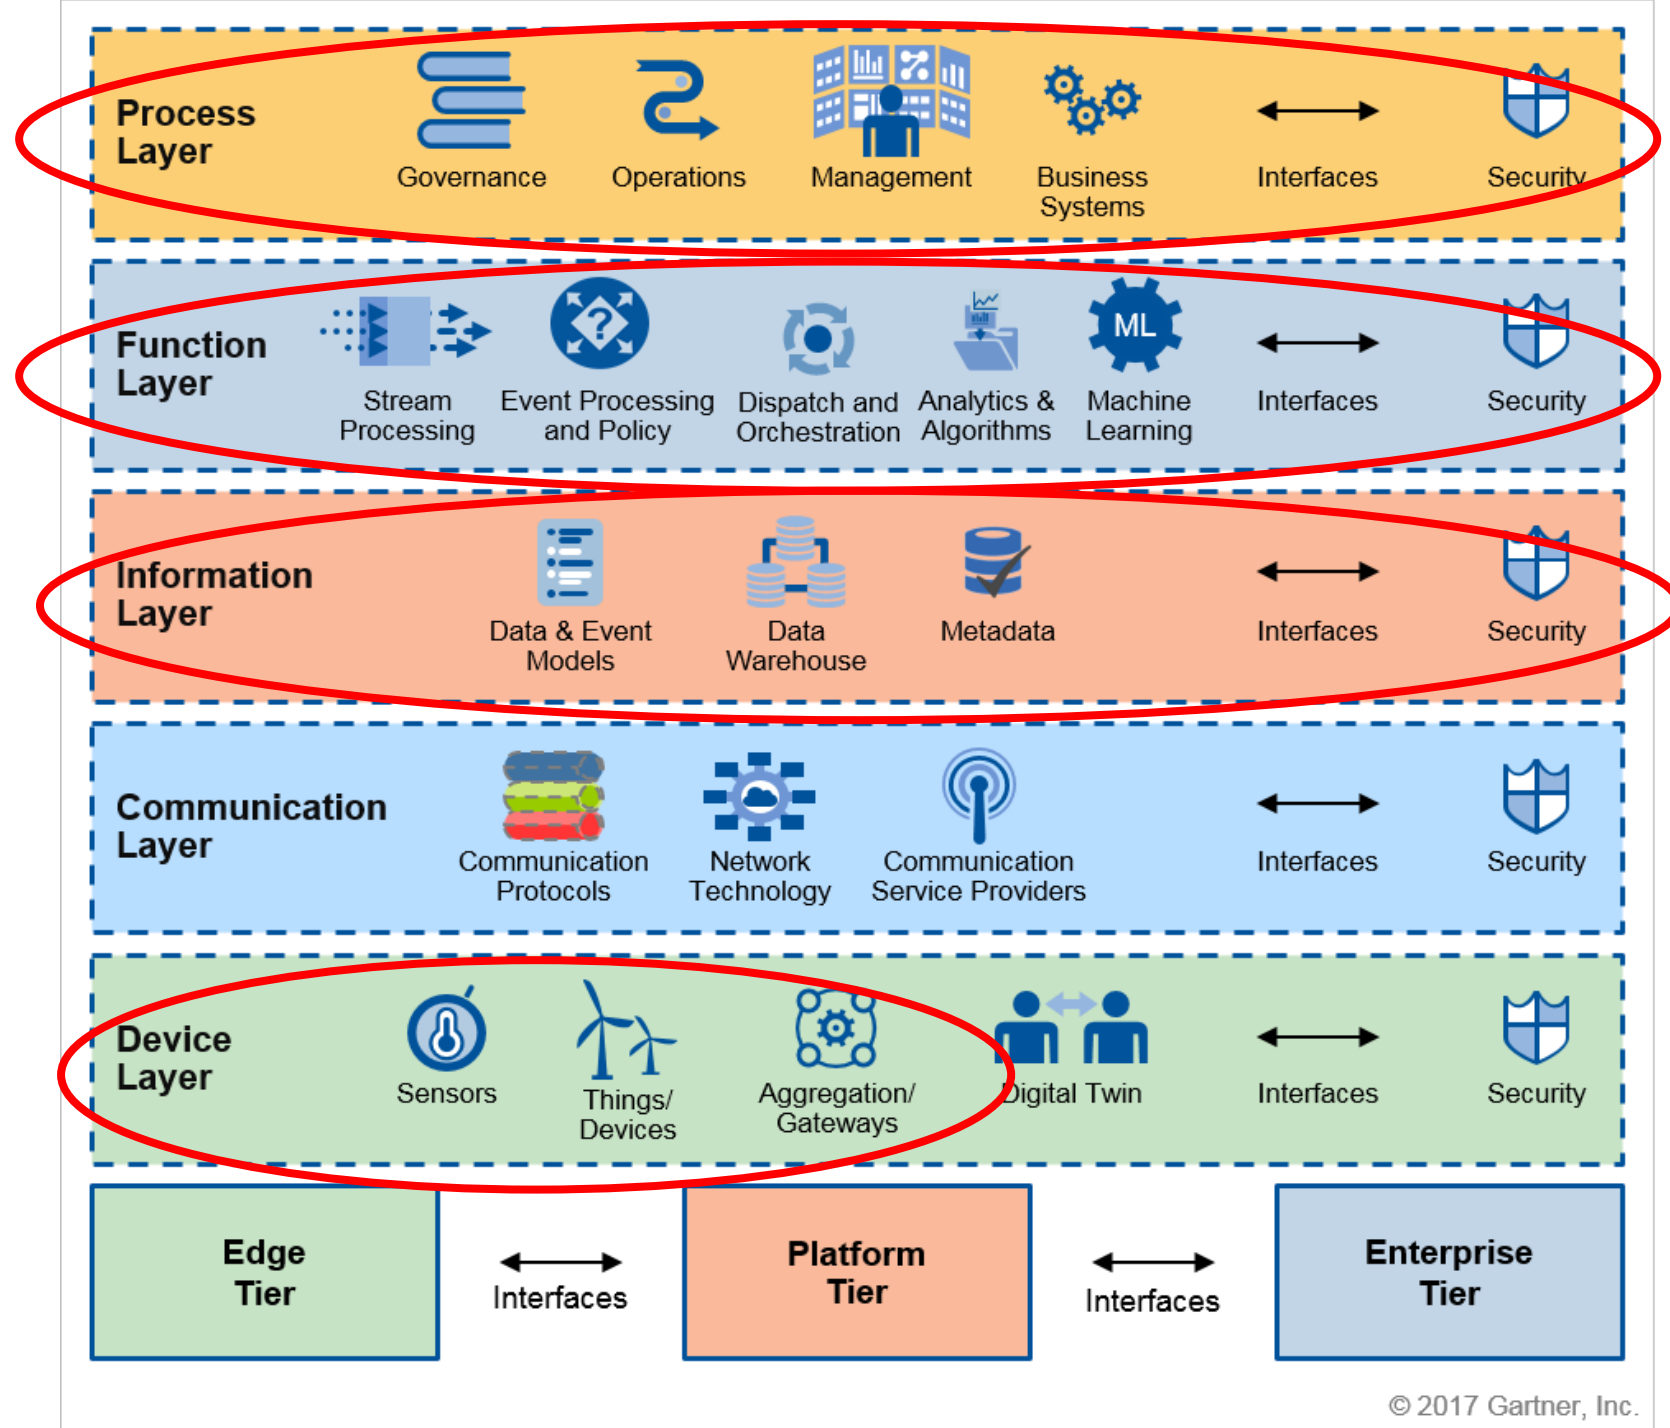 Process
Layer
Governance
Operations
Management
Business
Systems
Interfaces
Security
Function
Layer
Stream
Processing
Event Processing
and Policy
Dispatch and
Orchestration
Analytics &
Algorithms
ML
Machine
Learning
Interfaces
Security
Information
Layer
Data & Event
Models
Data
Warehouse
Metadata
Interfaces
Security
Communication
Layer
Communication
Protocols
Network
Technology
Communication
Service Providers
Interfaces
Security
Device
Layer
Sensors
Things/
Devices
Aggregation/
Gateways
Digital Twin
Interfaces
Security
Edge
Tier
Interfaces
Platform
Tier
Interfaces
Enterprise
Tier
© 2017 Gartner, Inc.